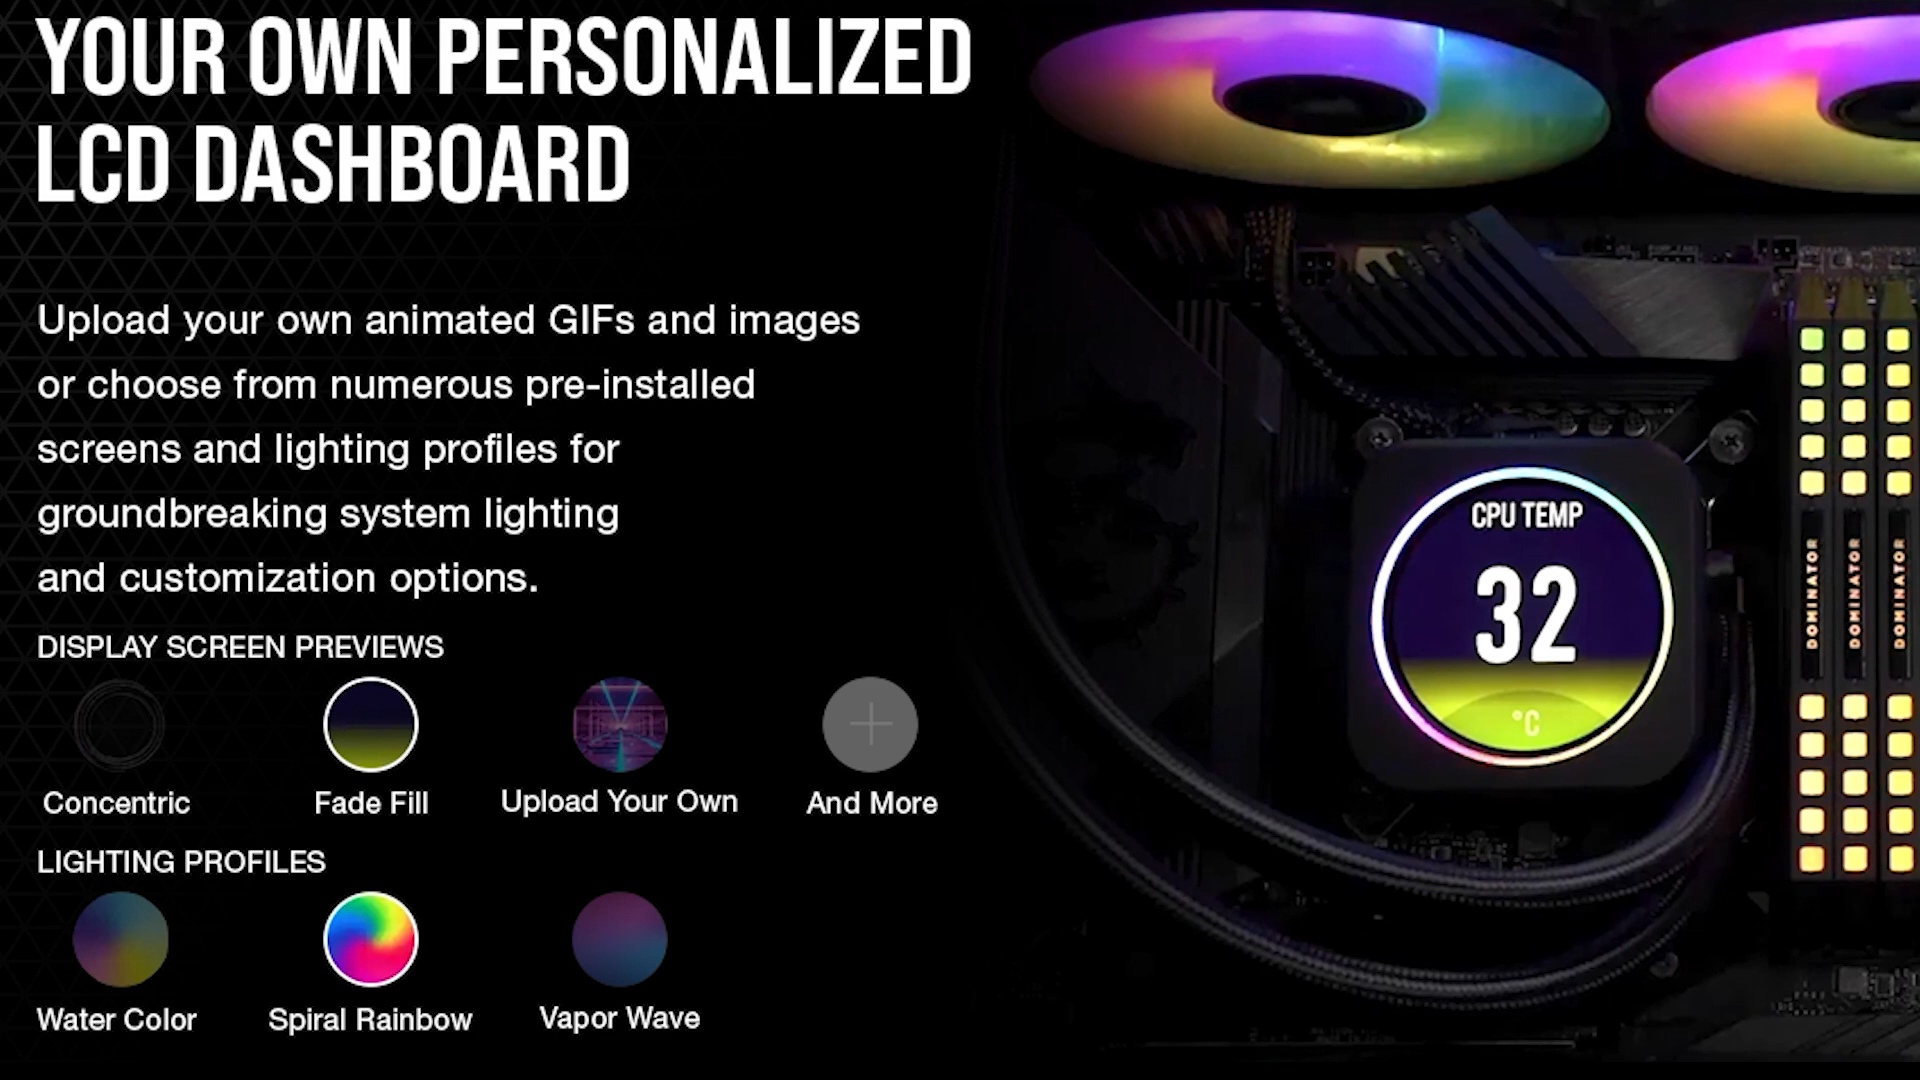 YOUR OWN PERSONALIZED
LCD DASHBOARD
Upload your own animated GIFs and images
or choose from numerous pre-installed
screens and lighting profiles for
groundbreaking system lighting
and customization options.
DISPLAY SCREEN PREVIEWS
Concentric
Fade Fill
Upload Your Own
And More
LIGHTING PROFILES
Water Color
Spiral Rainbow
Vapor Wave
CPU TEMP
32
°C
DOMINATOR
DOMINATOR
DOMINATOR